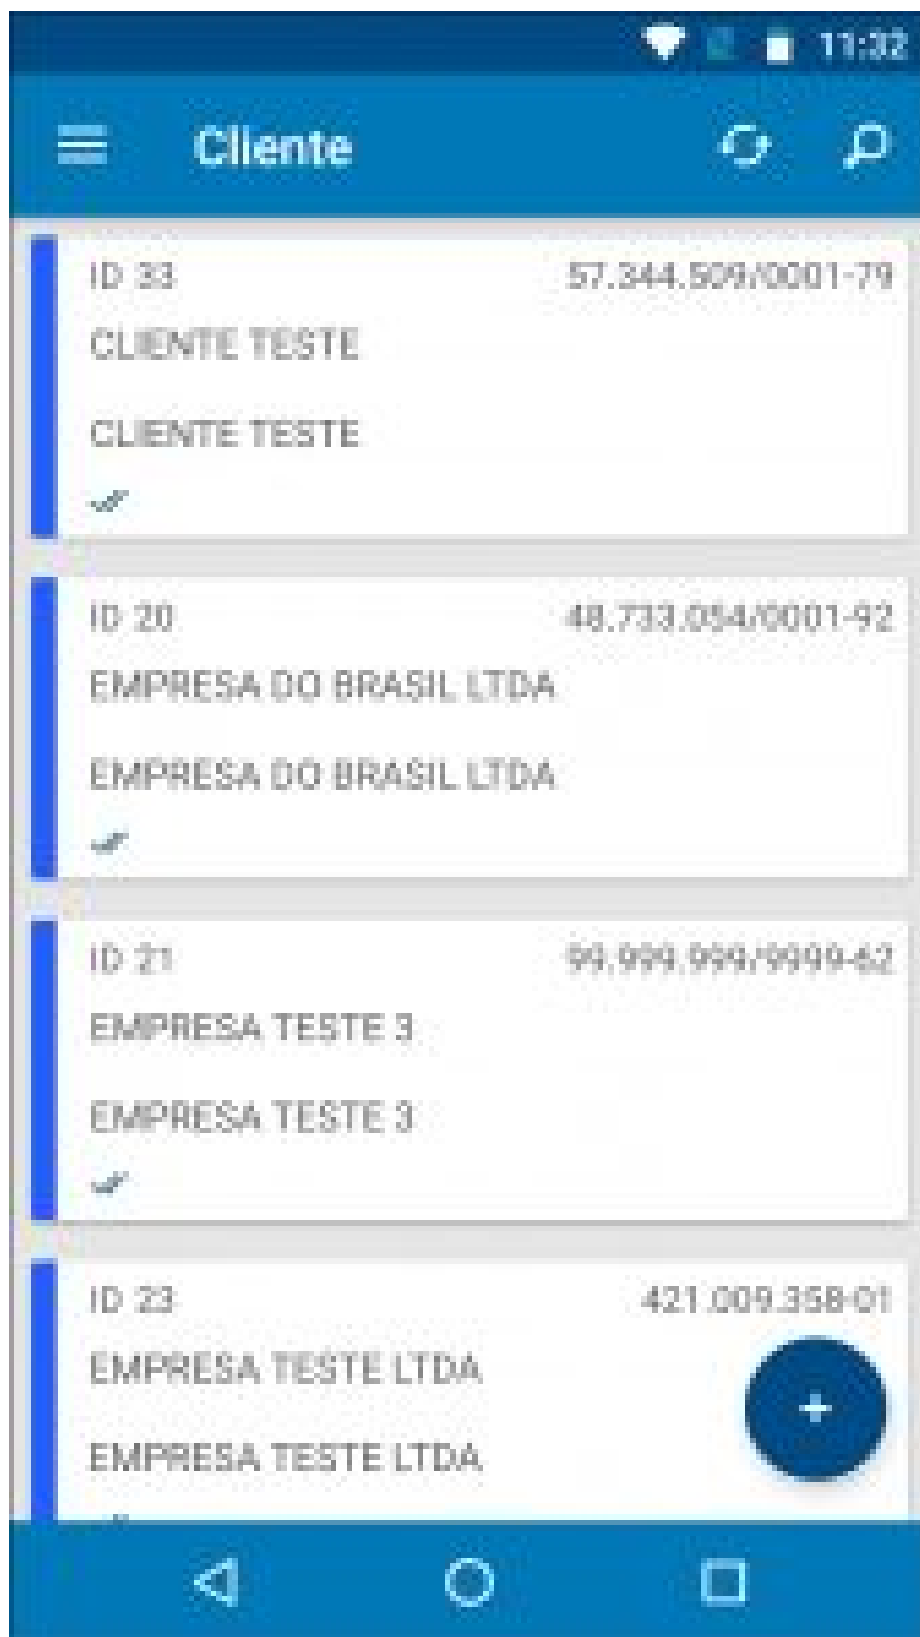 11:32
Cliente
ID 33 57.344.509/0001-79
CLIENTE TESTE
CLIENTE TESTE
ID 20 48.733.054/0001-92
EMPRESA DO BRASIL LTDA
EMPRESA DO BRASIL LTDA
ID 21 99.999.999/9999-62
EMPRESA TESTE 3
EMPRESA TESTE 3
ID 23 421.009.358-01
EMPRESA TESTE LTDA
+
EMPRESA TESTE LTDA